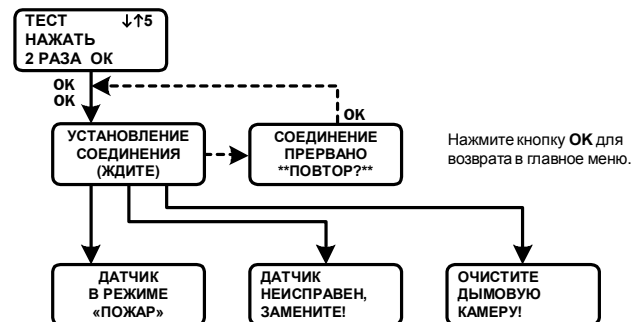 ТЕСТ ↓↑5
НАЖАТЬ
2 РАЗА ОК
ОК
ОК
ОК
УСТАНОВЛЕНИЕ
СОЕДИНЕНИЯ
(ЖДИТЕ)
СОЕДИНЕНИЕ
ПРЕРВАНО
**ПОВТОР?**
Нажмите кнопку ОК для
возврата в главное меню.
ДАТЧИК
В РЕЖИМЕ
«ПОЖАР»
ДАТЧИК
НЕИСПРАВЕН,
ЗАМЕНИТЕ!
ОЧИСТИТЕ
ДЫМОВУЮ
КАМЕРУ!